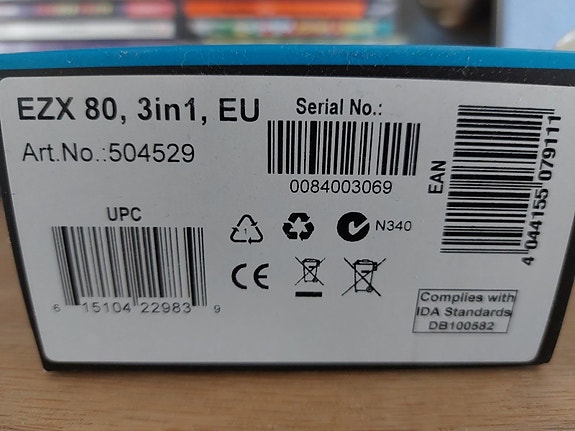 EZX 80, 3in1, EU
Art.No.:504529
Serial No.:
0084003069
EAN
4 044155 079111
UPC
6 15104 22983 9
1
N340
CE
Complies with
IDA Standards
DB100582